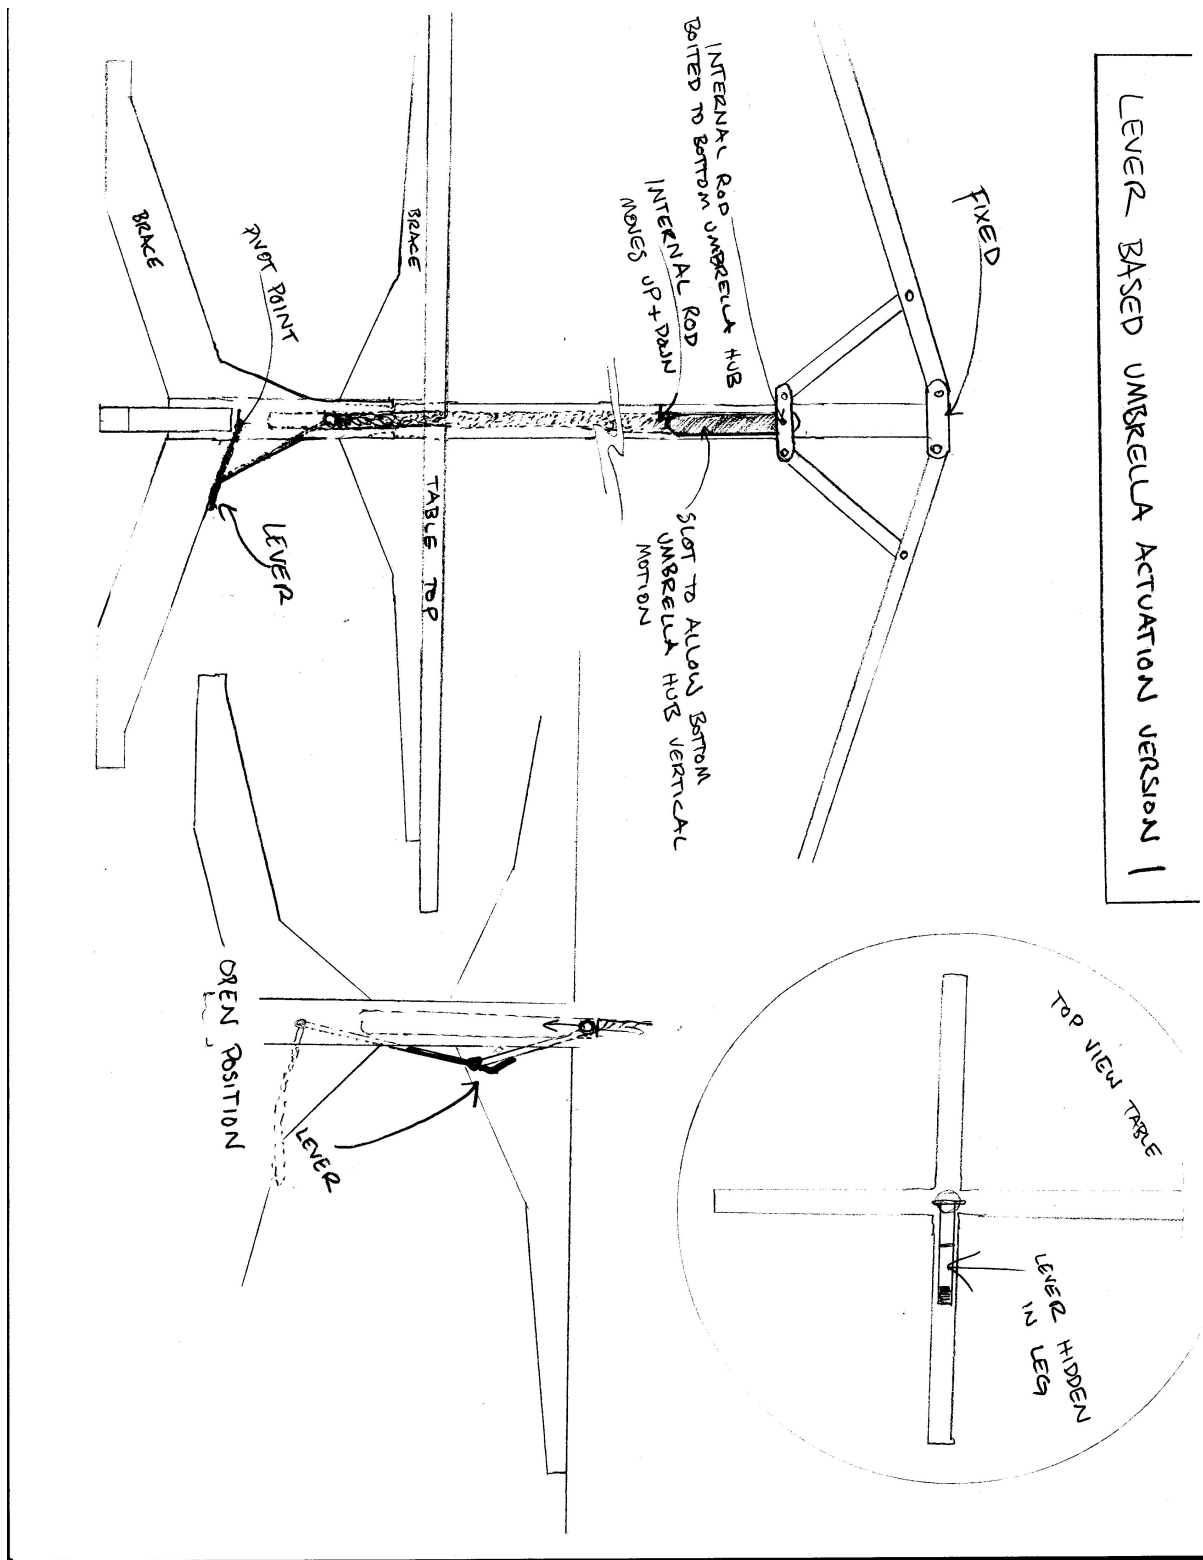 LEVER BASED UMBRELLA ACTUATION VERSION 1
FIXED
INTERNAL ROD
BOLTED TO BOTTOM UMBRELLA HUB
INTERNAL ROD
MOVES UP + DOWN
SLOT TO ALLOW BOTTOM
UMBRELLA HUB VERTICAL
MOTION
TABLE TOP
BRACE
PIVOT POINT
BRACE
LEVER
TOP VIEW TABLE
LEVER HIDDEN
IN LEG
LEVER
OPEN POSITION